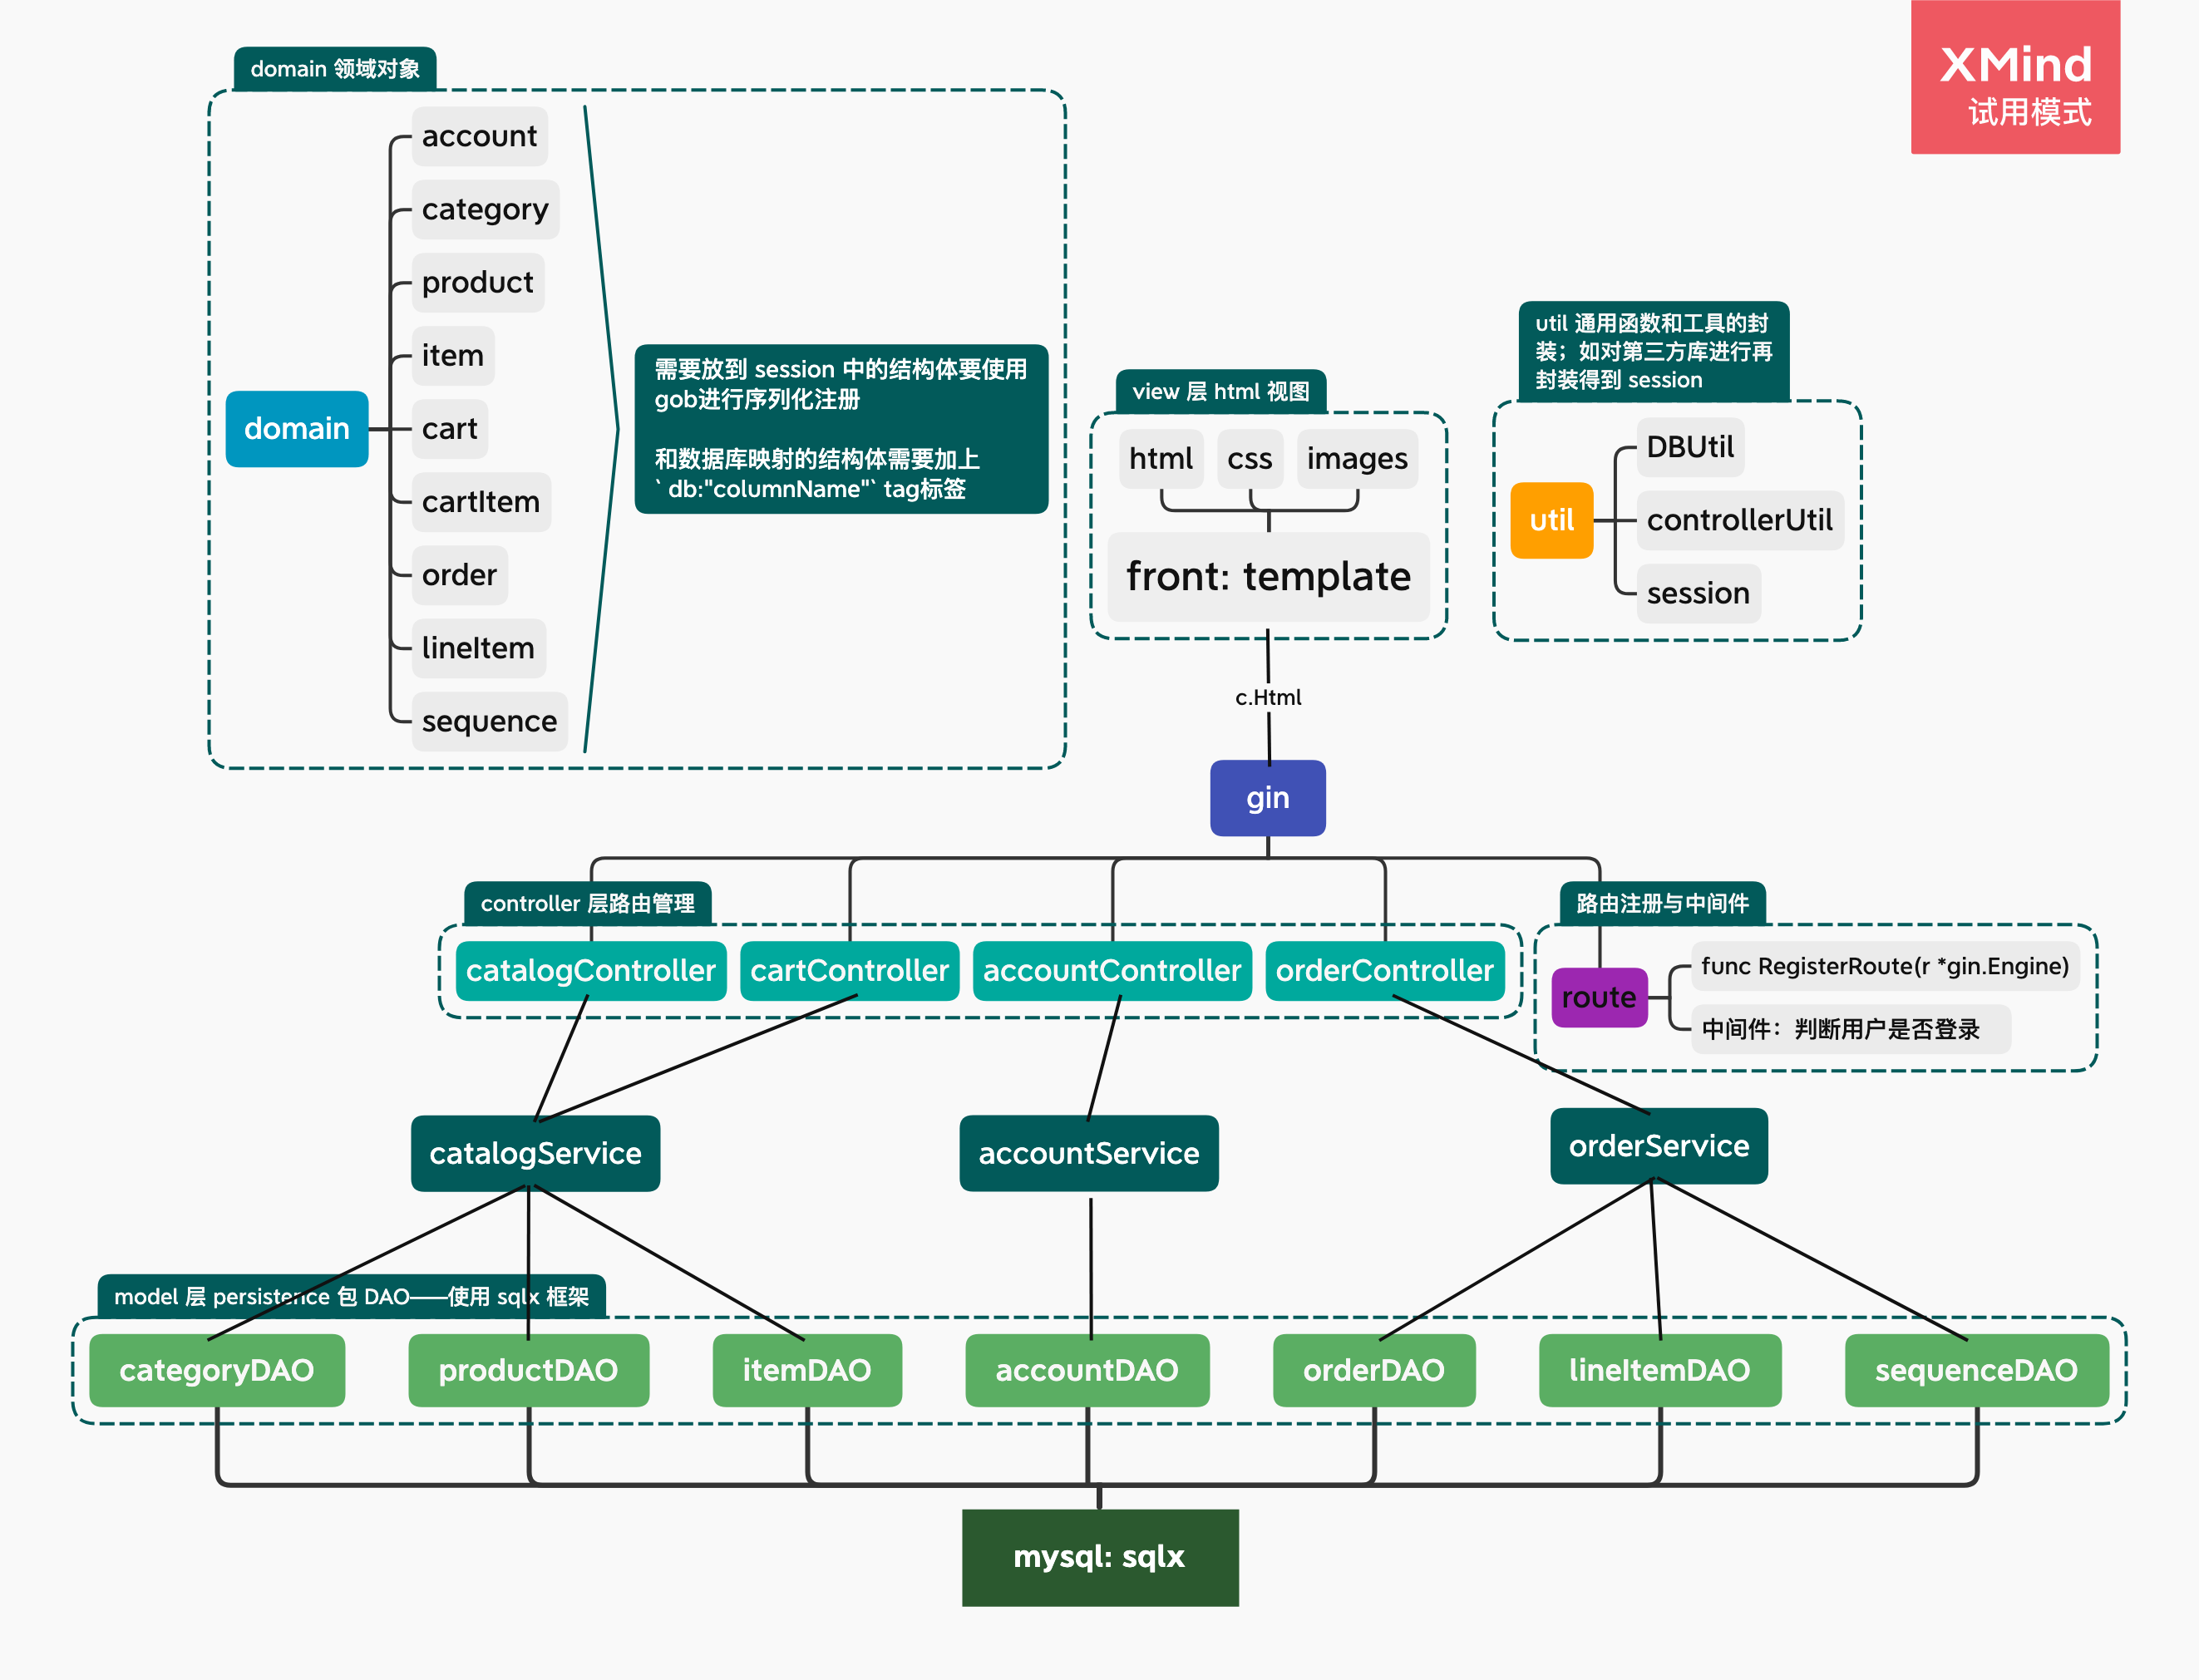 XMind
试用模式
domain 领域对象
account
category
product
item
domain
cart
cartItem
order
lineItem
sequence
需要放到 session 中的结构体要使用
gob进行序列化注册
和数据库映射的结构体需要加上
` db:"columnName"` tag标签
view 层 html 视图
html
css
images
front: template
util 通用函数和工具的封
装；如对第三方库进行再
封装得到 session
util
DBUtil
controllerUtil
session
c.Html
gin
controller 层路由管理
catalogController
cartController
accountController
orderController
路由注册与中间件
route
func RegisterRoute(r *gin.Engine)
中间件：判断用户是否登录
catalogService
accountService
orderService
model 层 persistence 包 DAO——使用 sqlx 框架
categoryDAO
productDAO
itemDAO
accountDAO
orderDAO
lineItemDAO
sequenceDAO
mysql: sqlx